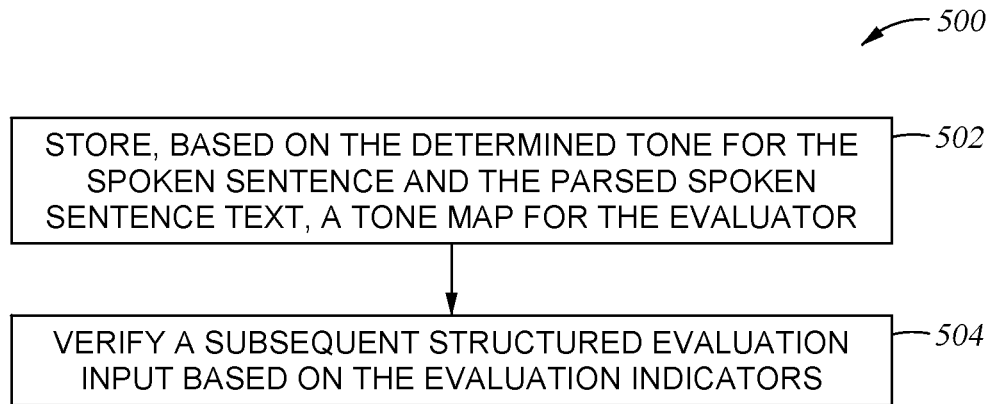 500
STORE, BASED ON THE DETERMINED TONE FOR THE
SPOKEN SENTENCE AND THE PARSED SPOKEN
SENTENCE TEXT, A TONE MAP FOR THE EVALUATOR
502
VERIFY A SUBSEQUENT STRUCTURED EVALUATION
INPUT BASED ON THE EVALUATION INDICATORS
504